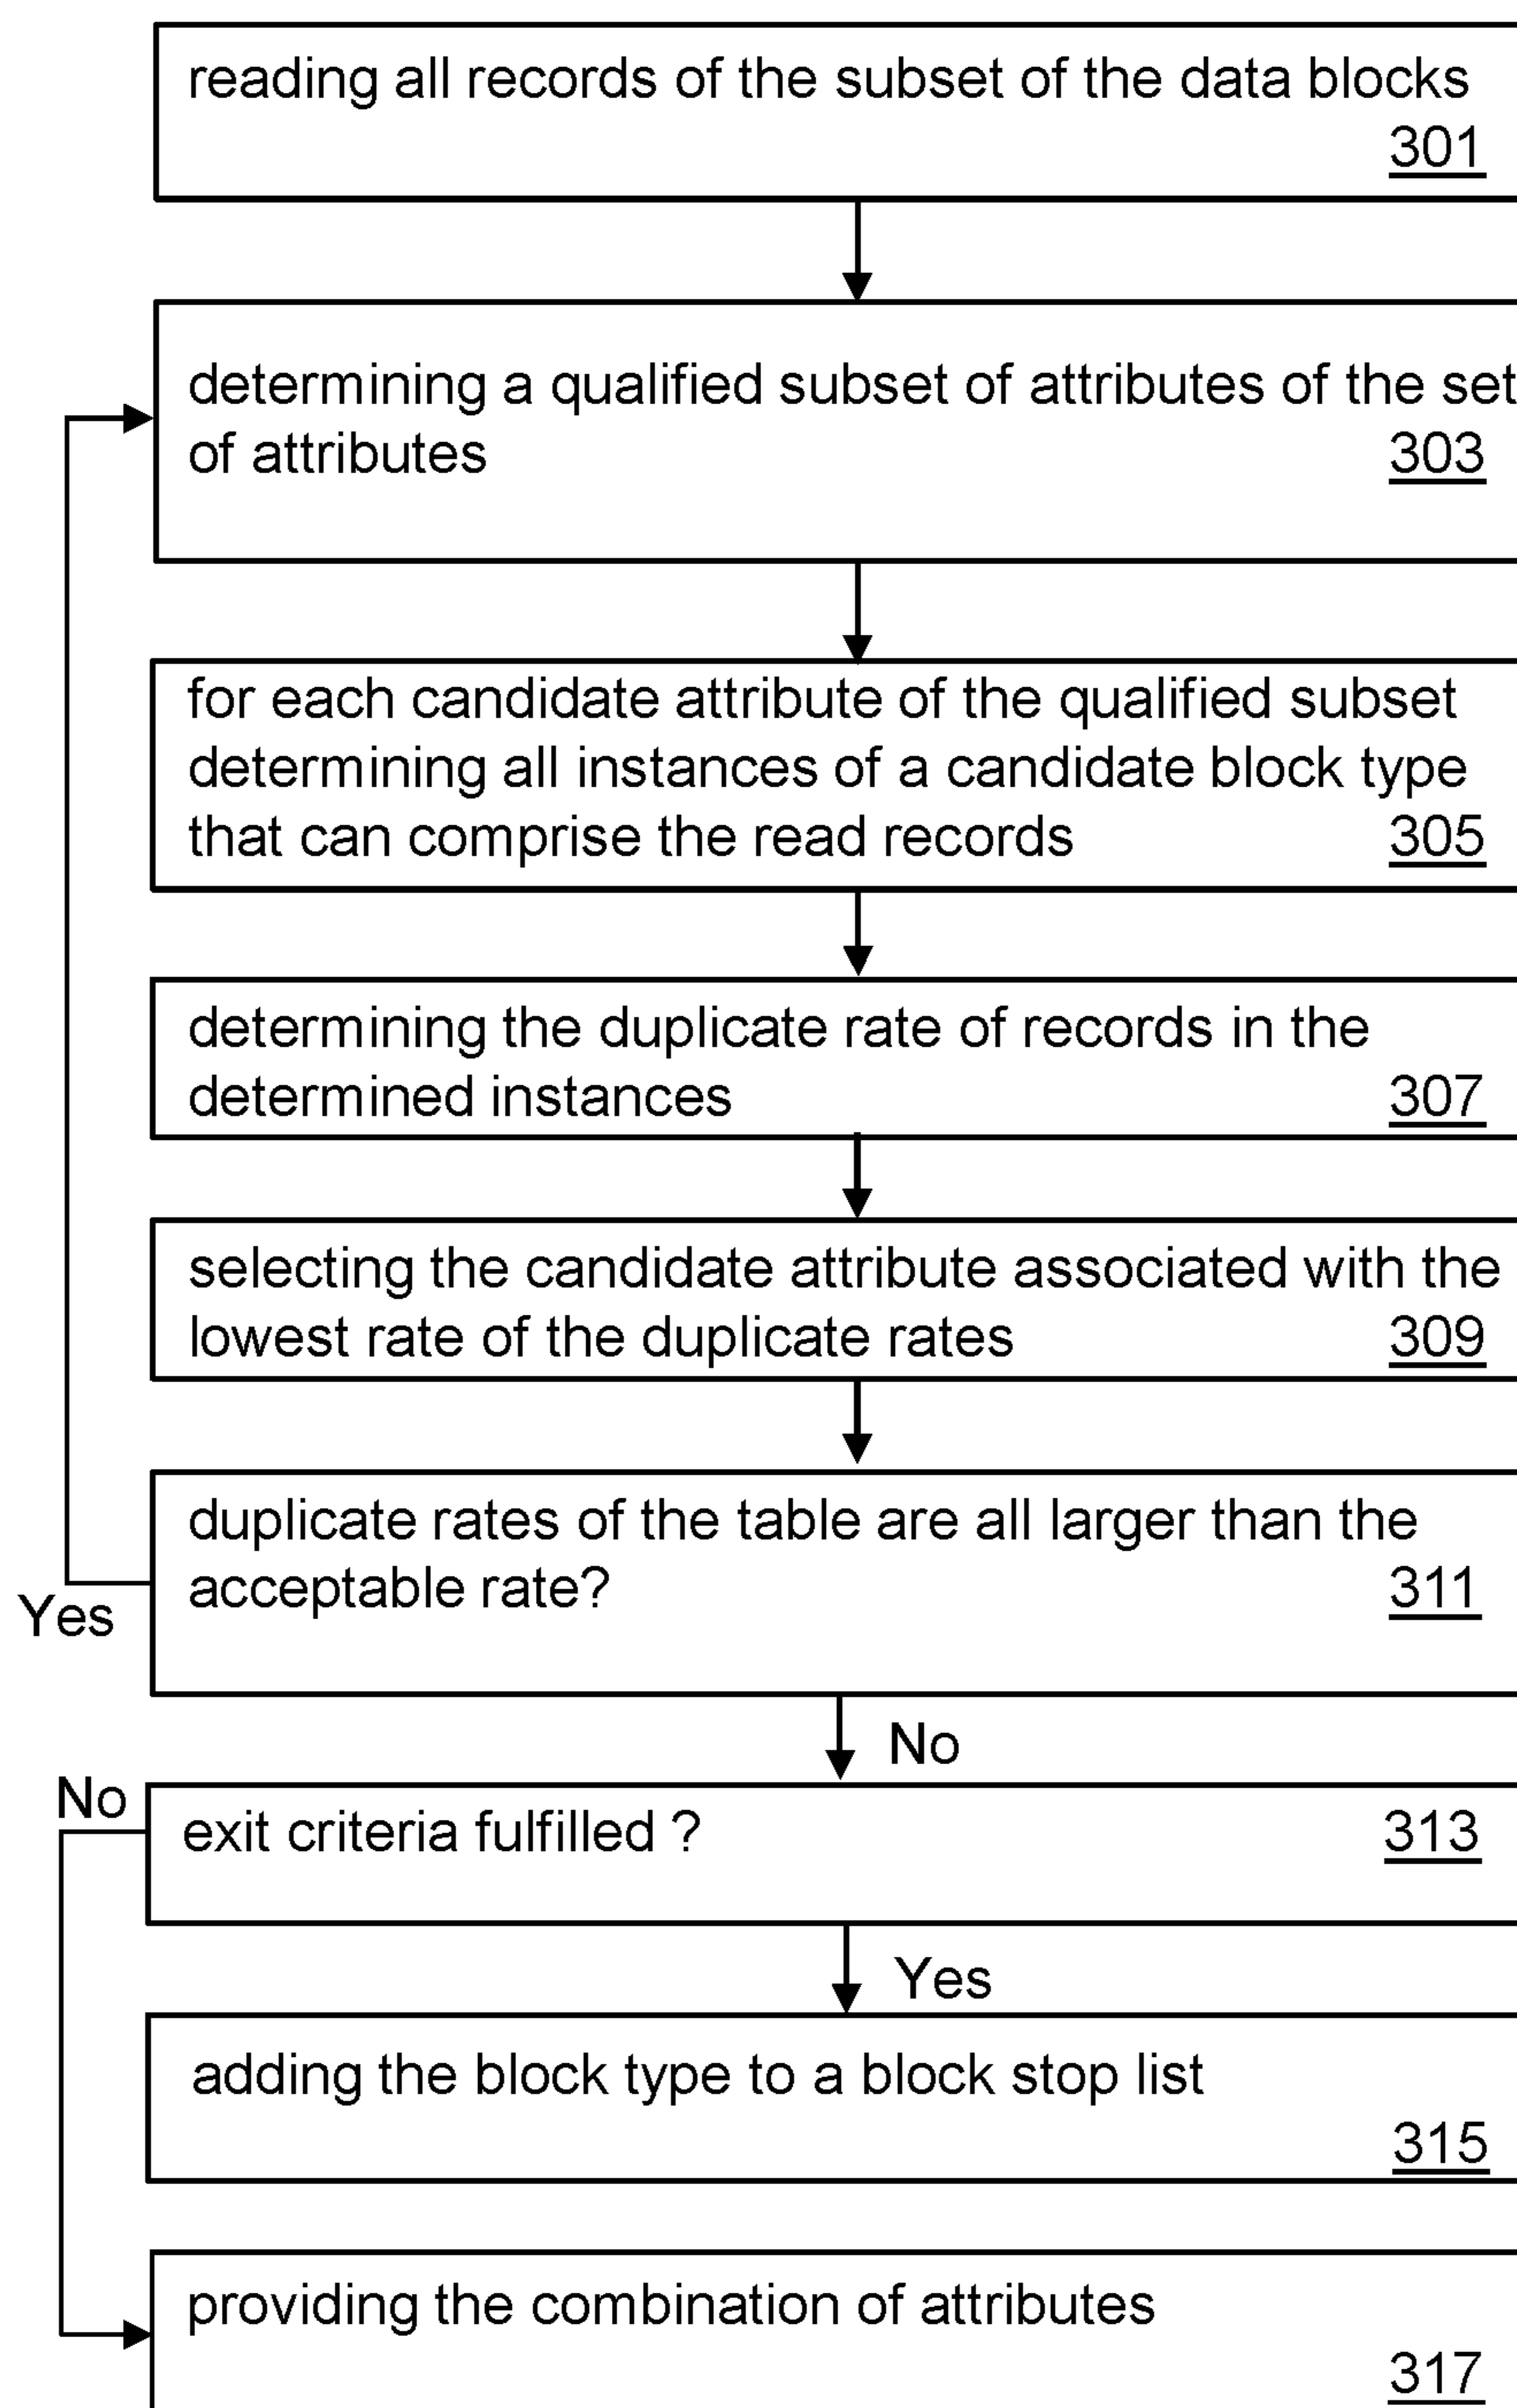 reading all records of the subset of the data blocks
301
determining a qualified subset of attributes of the set
of attributes 303
for each candidate attribute of the qualified subset
determining all instances of a candidate block type
that can comprise the read records 305
determining the duplicate rate of records in the
determined instances 307
selecting the candidate attribute associated with the
lowest rate of the duplicate rates 309
duplicate rates of the table are all larger than the
acceptable rate? 311
Yes
No
No
exit criteria fulfilled ? 313
Yes
adding the block type to a block stop list
315
providing the combination of attributes
317